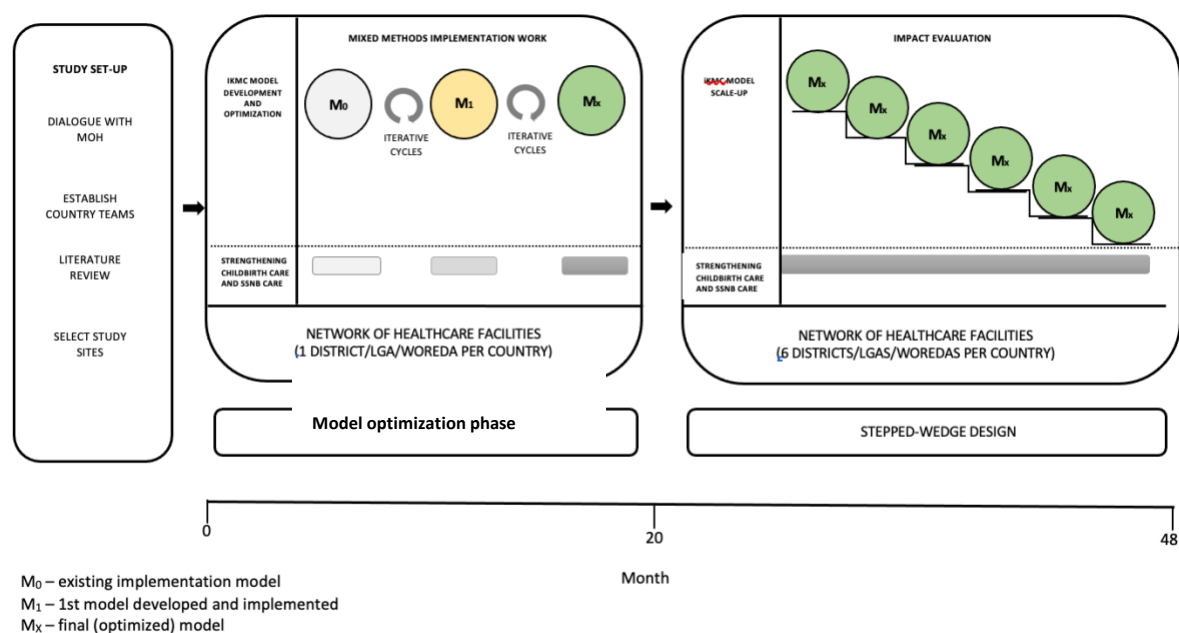 STUDY SET-UP
DIALOGUE WITH
MOH
ESTABLISH
COUNTRY TEAMS
LITERATURE
REVIEW
SELECT STUDY
SITES
MIXED METHODS IMPLEMENTATION WORK
IKMC MODEL
DEVELOPMENT
AND
OPTIMIZATION
M0
ITERATIVE
CYCLES
M1
ITERATIVE
CYCLES
Mx
STRENGTHENING
CHILDBIRTH CARE
AND SSNB CARE
NETWORK OF HEALTHCARE FACILITIES
(1 DISTRICT/LGA/WOREDA PER COUNTRY)
Model optimization phase
IMPACT EVALUATION
iKMC MODEL
SCALE-UP
Mx
Mx
Mx
Mx
Mx
Mx
STRENGTHENING
CHILDBIRTH CARE
AND SSNB CARE
NETWORK OF HEALTHCARE FACILITIES
(6 DISTRICTS/LGAS/WOREDAS PER COUNTRY)
STEPPED-WEDGE DESIGN
0
20
48
Month
M0 – existing implementation model
M1 – 1st model developed and implemented
MX – final (optimized) model